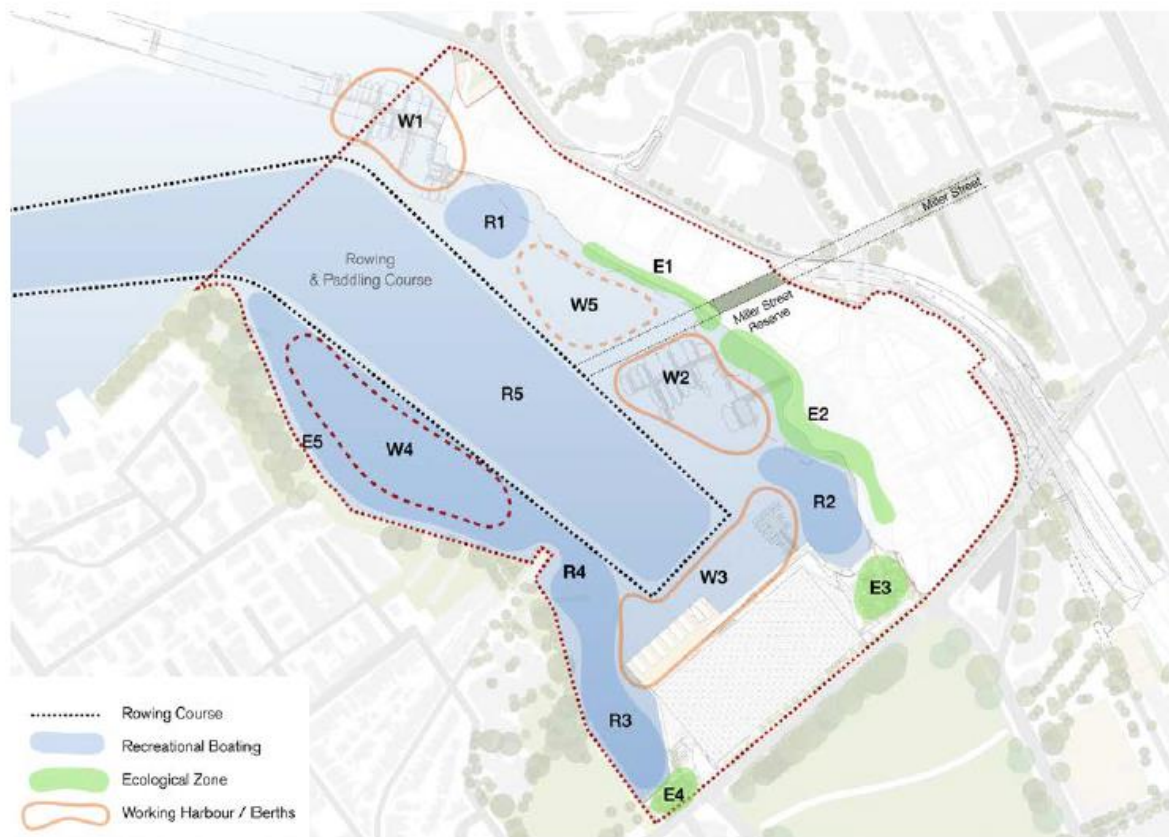 W1
Miller Street
R1
E1
Rowing
& Paddling Course
W5
Miller Street
Reserve
W2
R5
E2
E5
W4
R2
R4
W3
E3
R3
E4
Rowing Course
Recreational Boating
Ecological Zone
Working Harbour / Berths